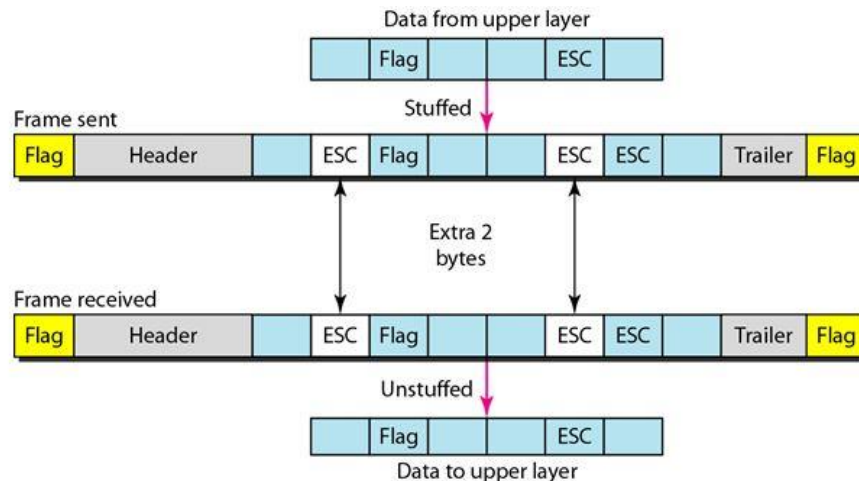 Data from upper layer
Flag ESC
Stuffed
Frame sent
Flag Header ESC Flag ESC ESC Trailer Flag
Extra 2
bytes
Frame received
Flag Header ESC Flag ESC ESC Trailer Flag
Unstuffed
Flag ESC
Data to upper layer